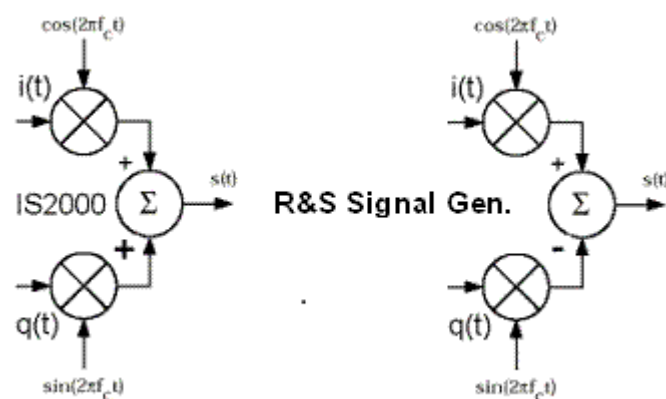 cos(2πf_c t)
i(t)
+
IS2000
Σ
s(t)
+
q(t)
sin(2πf_c t)
R&S Signal Gen.
cos(2πf_c t)
i(t)
+
Σ
s(t)
-
q(t)
sin(2πf_c t)